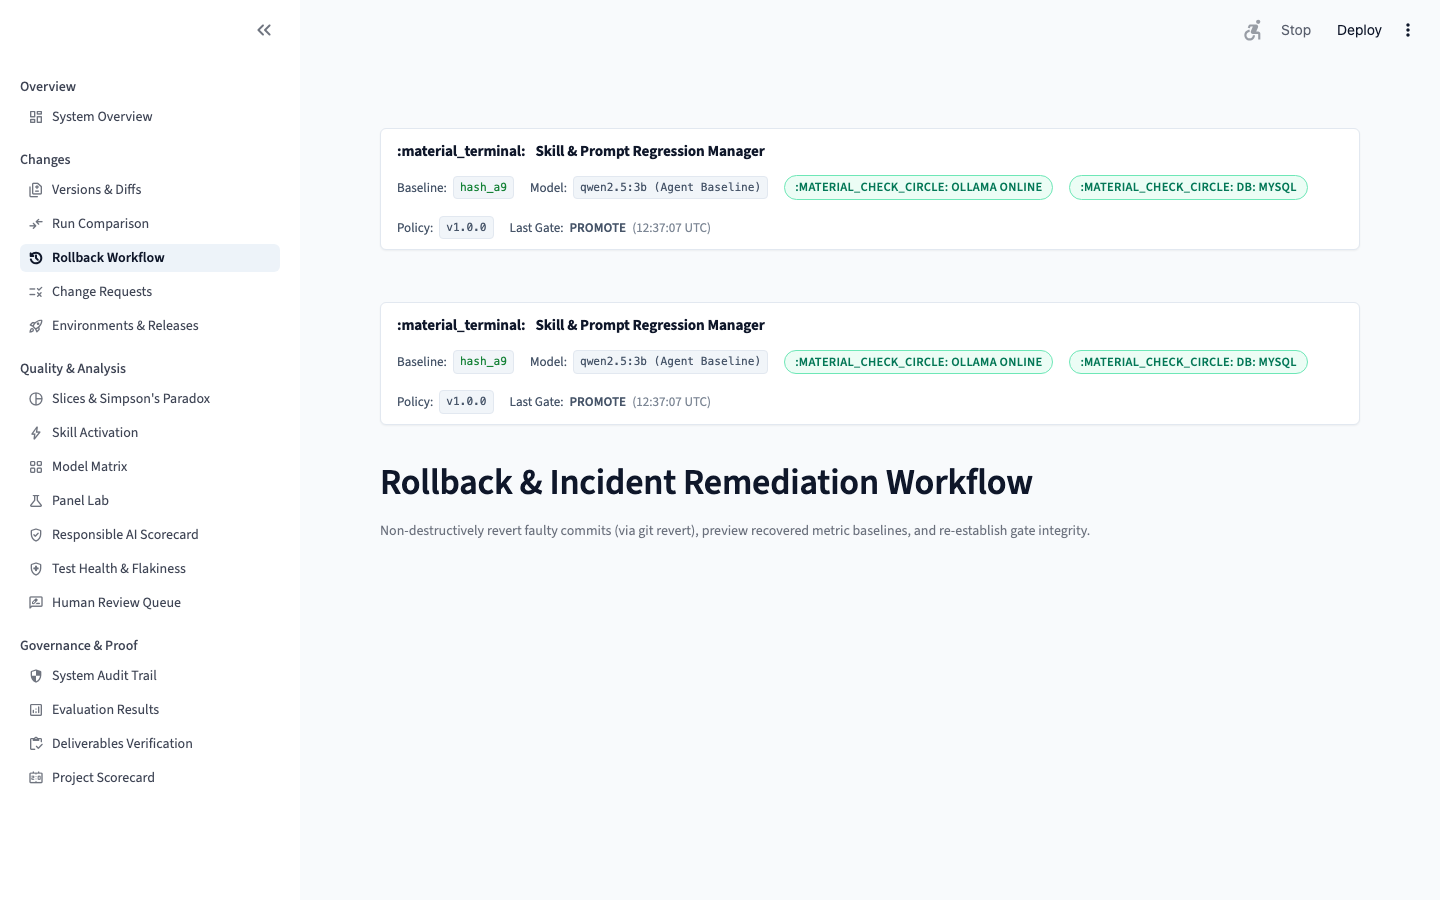 Stop
Deploy
Overview
System Overview
Changes
Versions & Diffs
Run Comparison
Rollback Workflow
Change Requests
Environments & Releases
Quality & Analysis
Slices & Simpson's Paradox
Skill Activation
Model Matrix
Panel Lab
Responsible AI Scorecard
Test Health & Flakiness
Human Review Queue
Governance & Proof
System Audit Trail
Evaluation Results
Deliverables Verification
Project Scorecard
:material_terminal: Skill & Prompt Regression Manager
Baseline: hash_a9 Model: qwen2.5:3b (Agent Baseline) :MATERIAL_CHECK_CIRCLE: OLLAMA ONLINE :MATERIAL_CHECK_CIRCLE: DB: MYSQL
Policy: v1.0.0 Last Gate: PROMOTE (12:37:07 UTC)
:material_terminal: Skill & Prompt Regression Manager
Baseline: hash_a9 Model: qwen2.5:3b (Agent Baseline) :MATERIAL_CHECK_CIRCLE: OLLAMA ONLINE :MATERIAL_CHECK_CIRCLE: DB: MYSQL
Policy: v1.0.0 Last Gate: PROMOTE (12:37:07 UTC)
Rollback & Incident Remediation Workflow
Non-destructively revert faulty commits (via git revert), preview recovered metric baselines, and re-establish gate integrity.